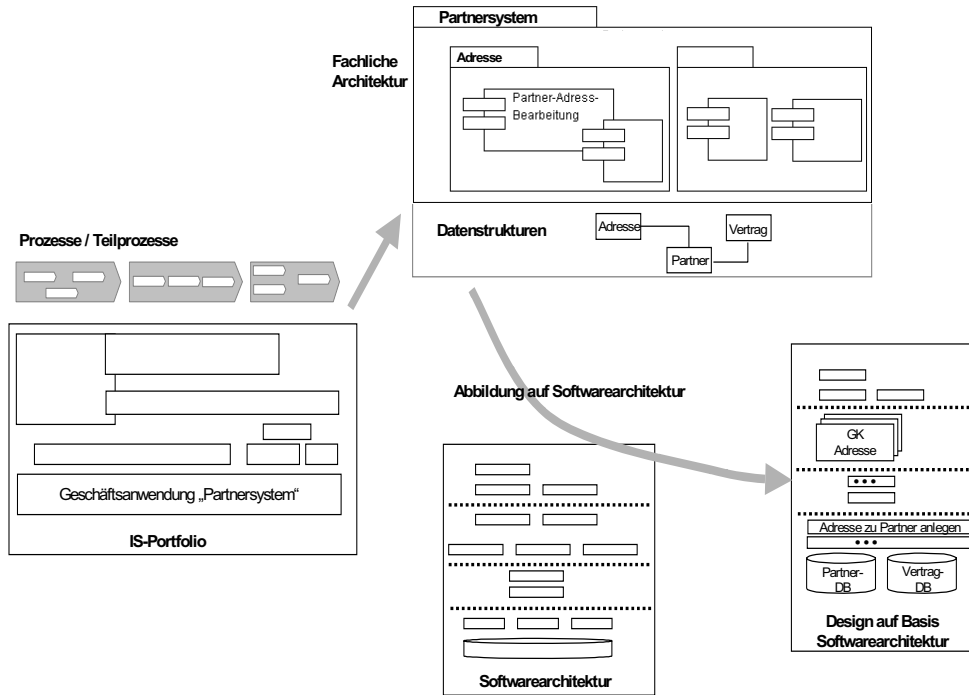 Partnersystem
Fachliche
Architektur
Adresse
Partner-Adress-
Bearbeitung
Datenstrukturen
Adresse
Vertrag
Partner
Prozesse / Teilprozesse
Geschäftsanwendung „Partnersystem“
IS-Portfolio
Abbildung auf Softwarearchitektur
Softwarearchitektur
GK
Adresse
Adresse zu Partner anlegen
Partner-
DB
Vertrag-
DB
Design auf Basis
Softwarearchitektur